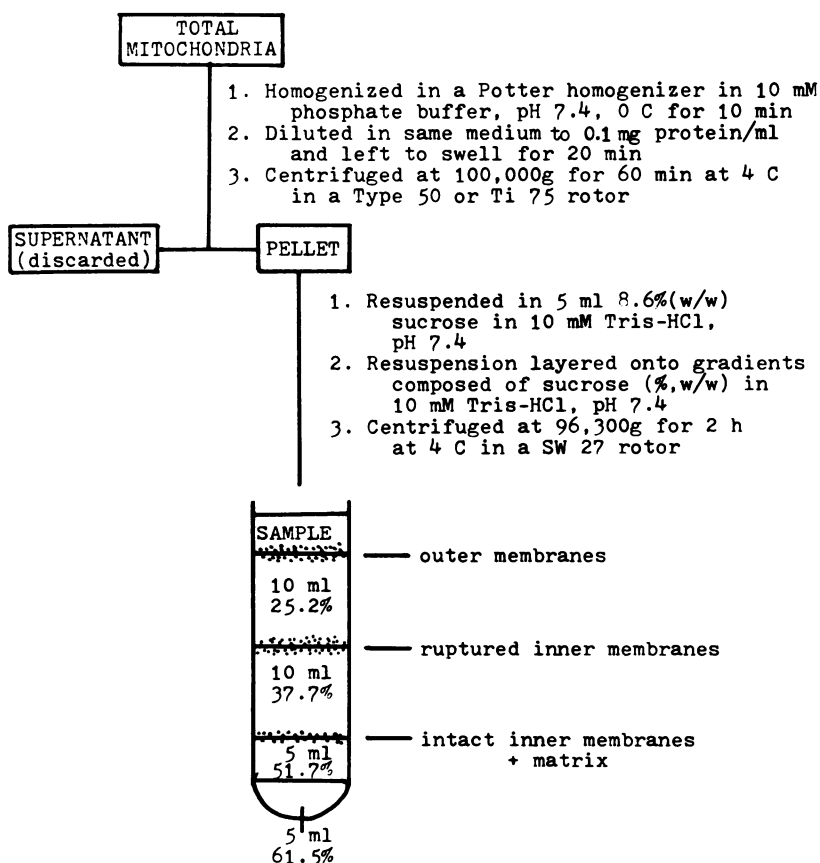 TOTAL
MITOCHONDRIA
1. Homogenized in a Potter homogenizer in 10 mM
phosphate buffer, pH 7.4, 0 C for 10 min
2. Diluted in same medium to 0.1 mg protein/ml
and left to swell for 20 min
3. Centrifuged at 100,000g for 60 min at 4 C
in a Type 50 or Ti 75 rotor
SUPERNATANT
(discarded)
PELLET
1. Resuspended in 5 ml 8.6%(w/w)
sucrose in 10 mM Tris-HCl,
pH 7.4
2. Resuspension layered onto gradients
composed of sucrose (%,w/w) in
10 mM Tris-HCl, pH 7.4
3. Centrifuged at 96,300g for 2 h
at 4 C in a SW 27 rotor
SAMPLE
outer membranes
10 ml
25.2%
ruptured inner membranes
10 ml
37.7%
intact inner membranes
+ matrix
5 ml
51.7%
5 ml
61.5%